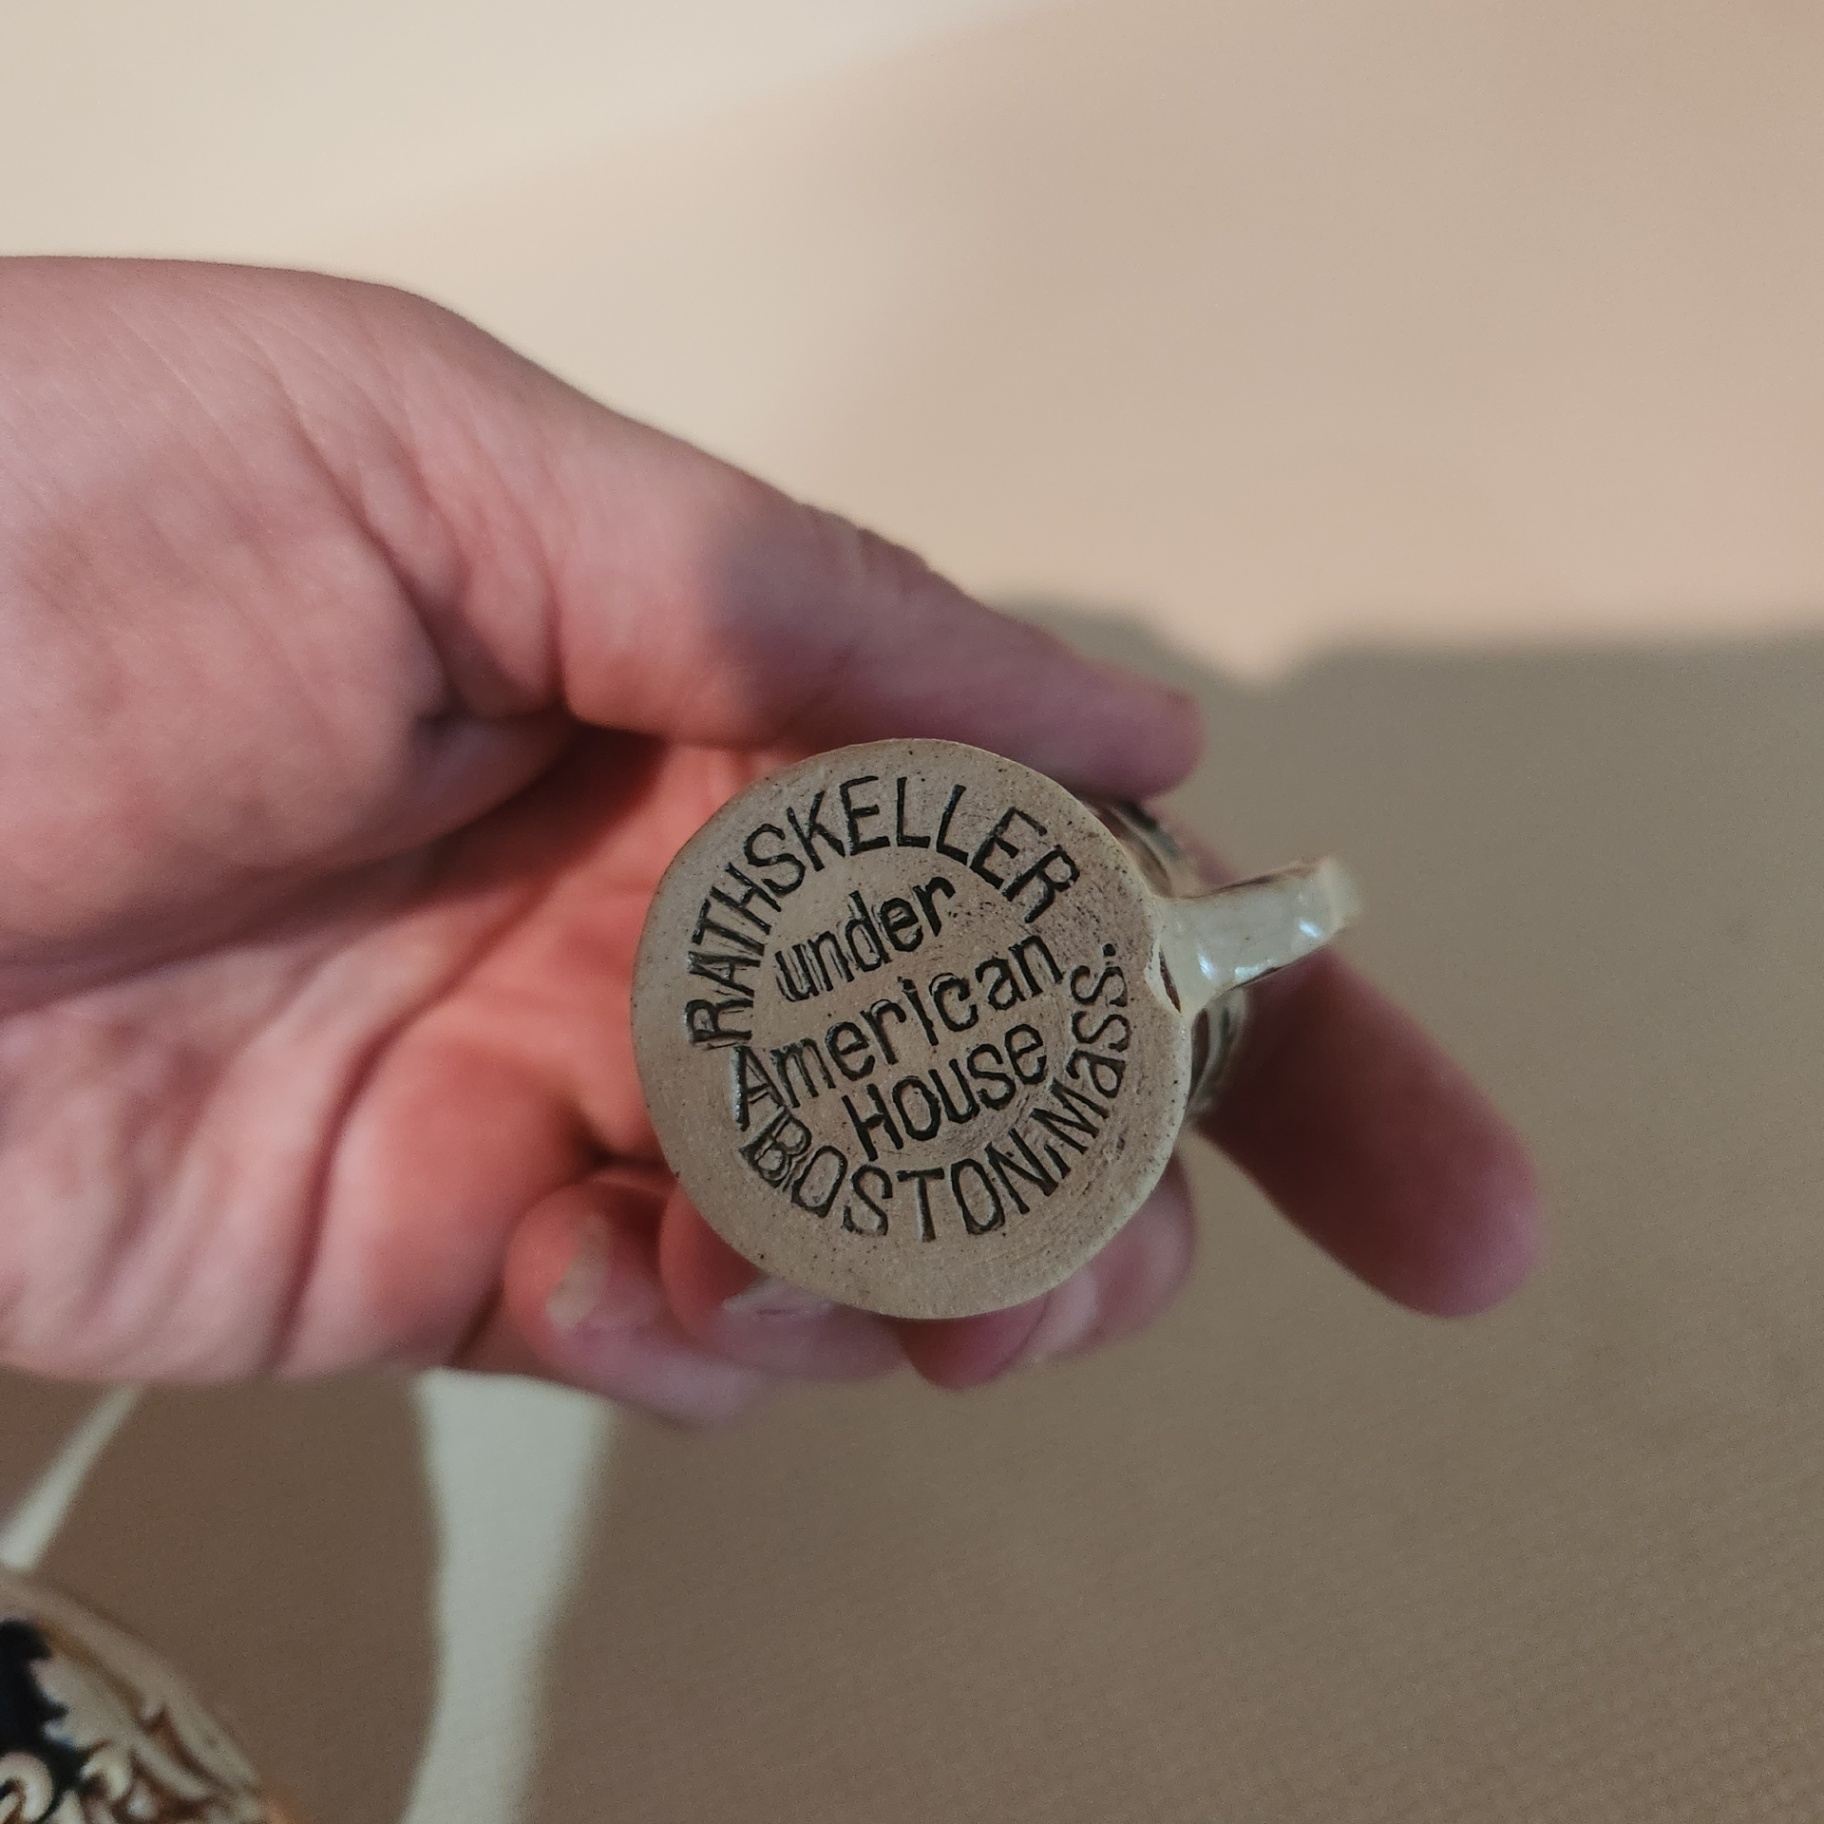 RATHSKELLER
under
American
House
BOSTON. Mass.